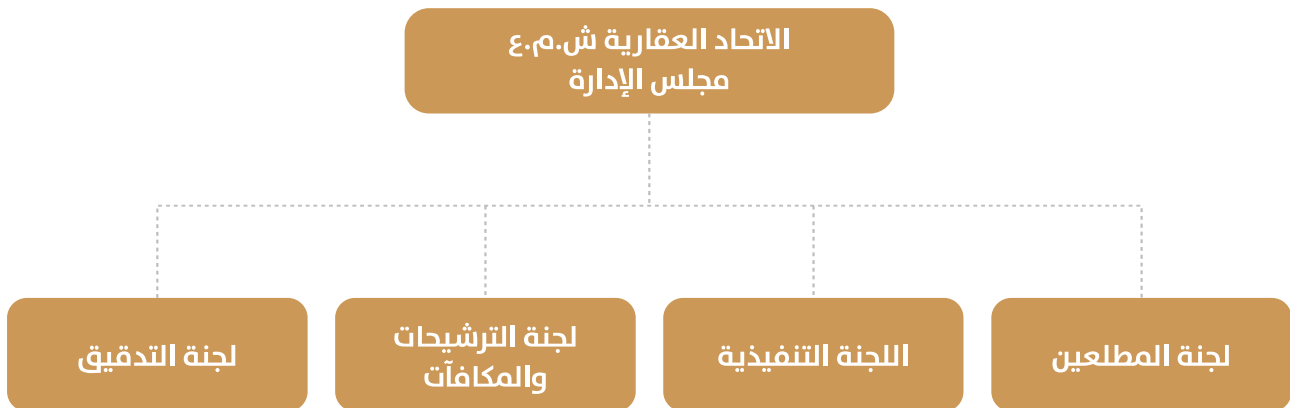 الاتحاد العقارية ش.م.ع
مجلس الإدارة
لجنة المطلعين
اللجنة التنفيذية
لجنة الترشيحات
والمكافآت
لجنة التدقيق